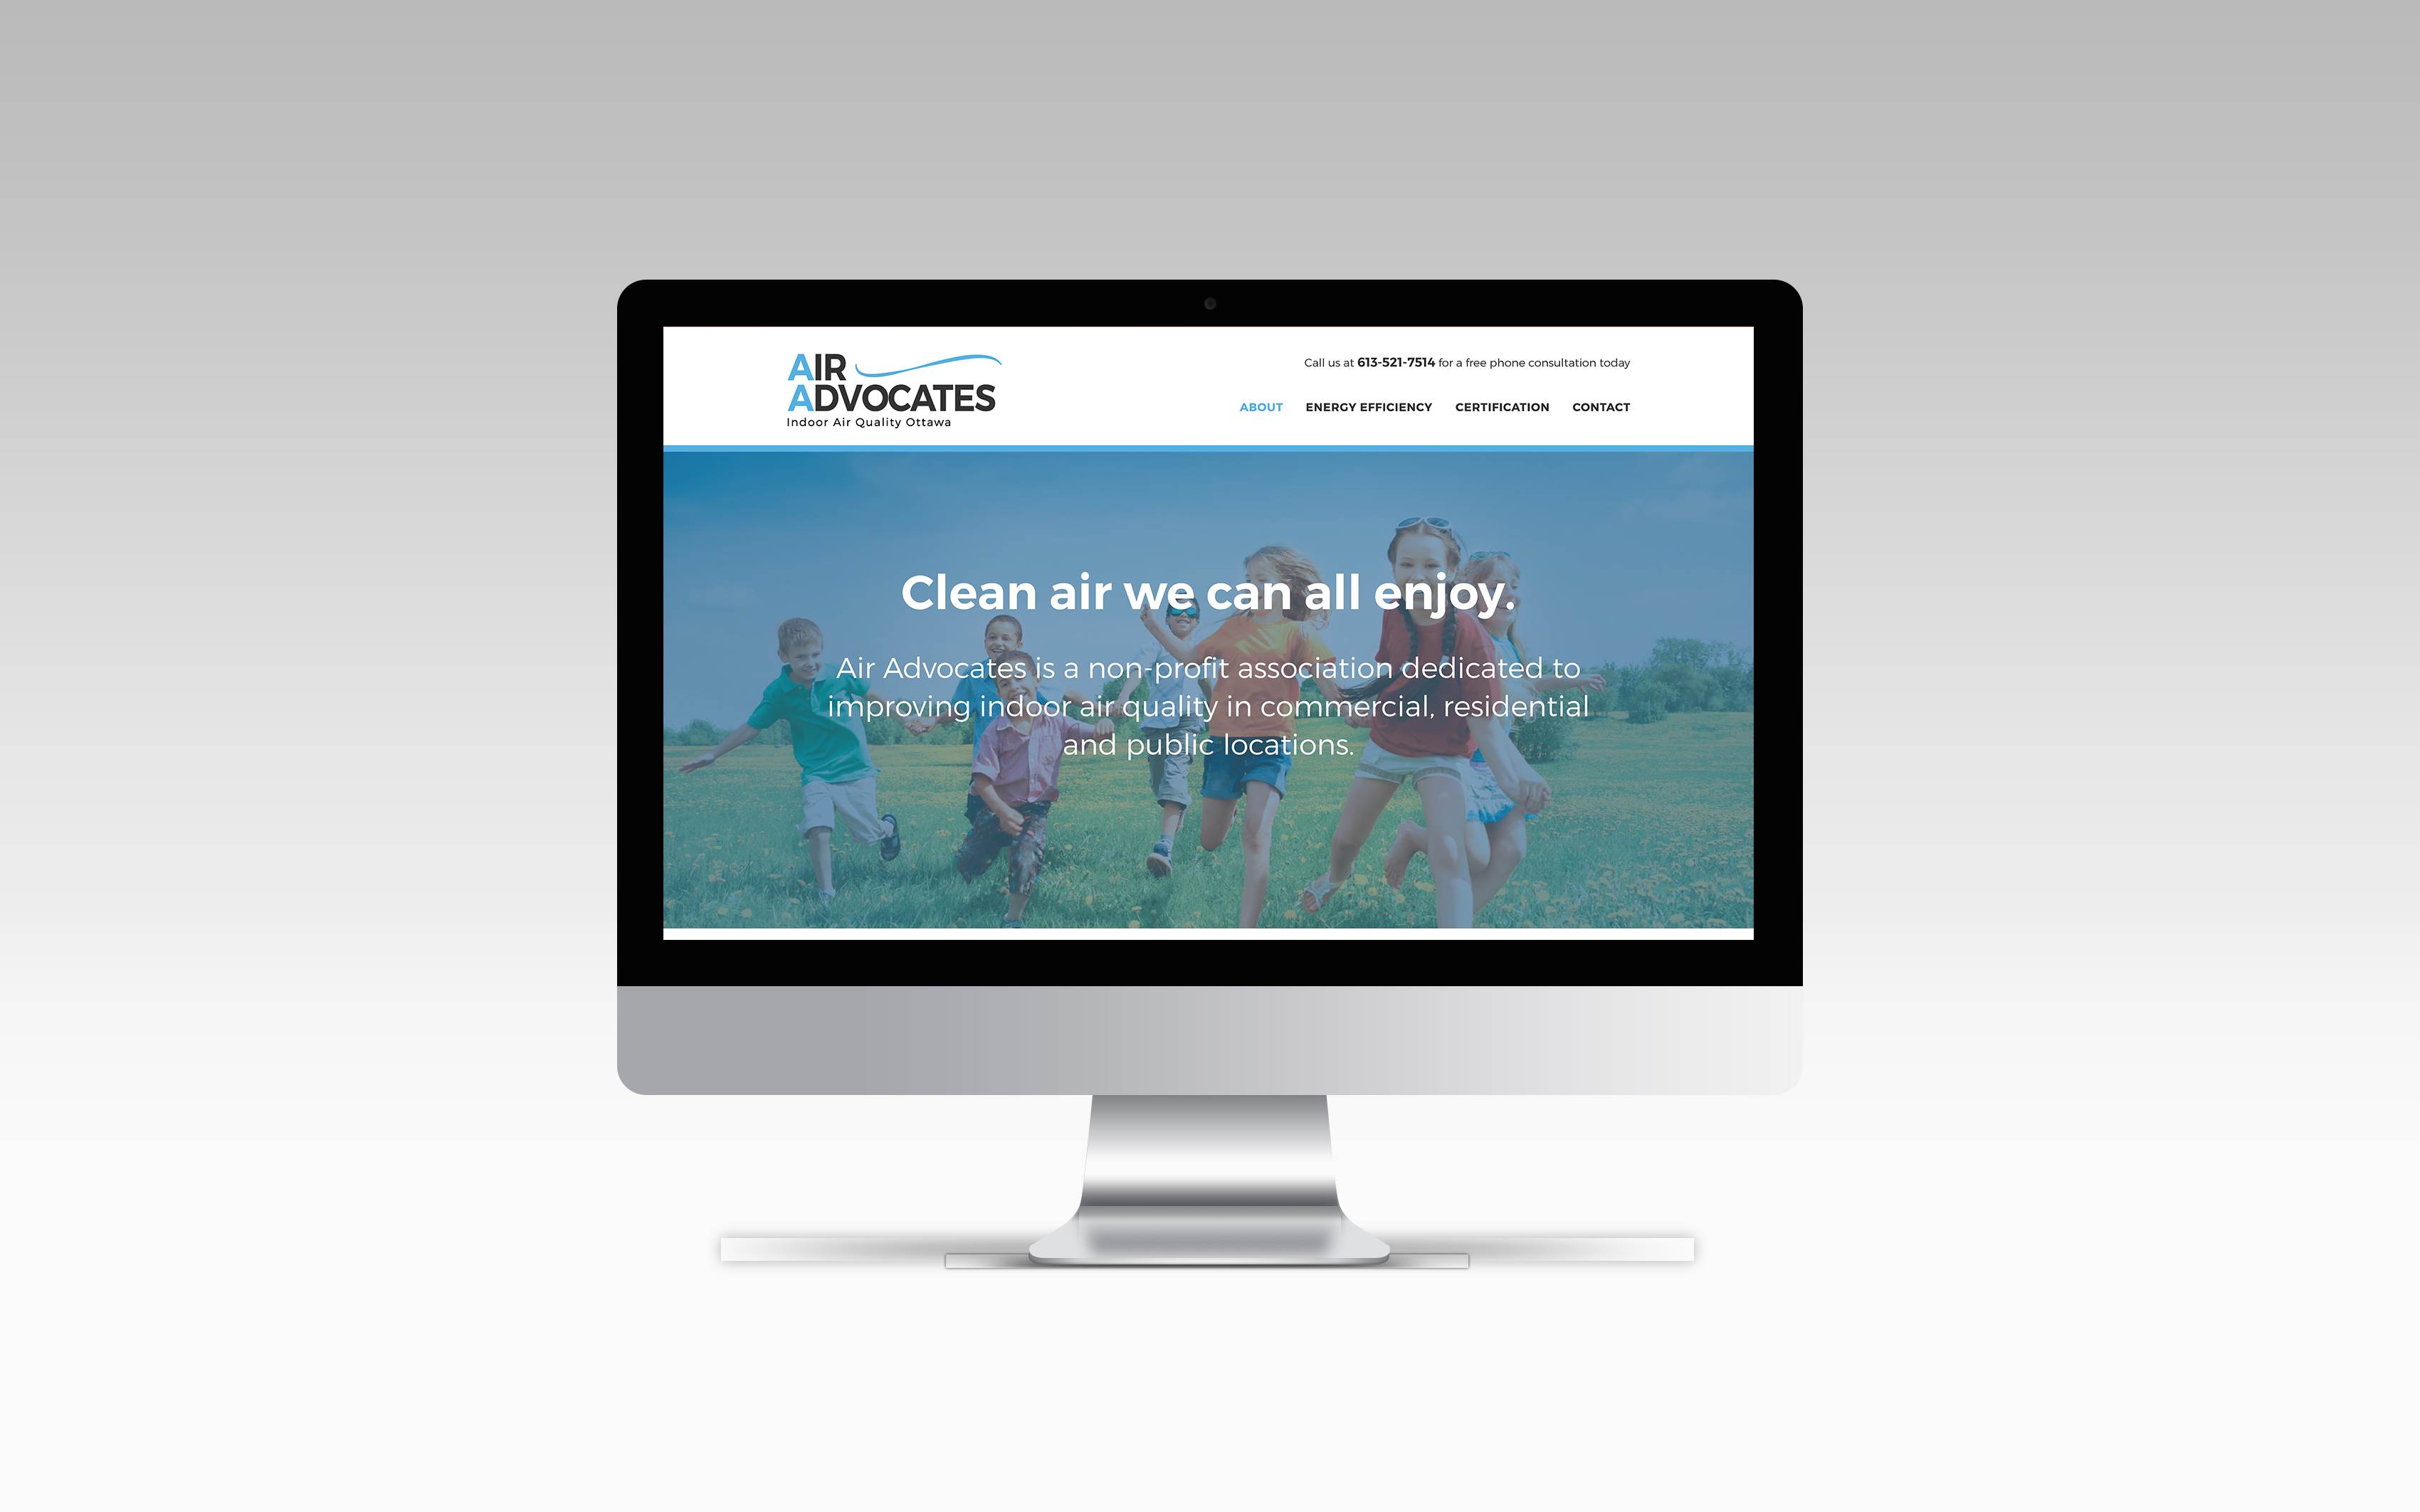 AIR
ADVOCATES
Indoor Air Quality Ottawa
Call us at 613-521-7514 for a free phone consultation today
ABOUT ENERGY EFFICIENCY CERTIFICATION CONTACT
Clean air we can all enjoy.
Air Advocates is a non-profit association dedicated to
improving indoor air quality in commercial, residential
and public locations.